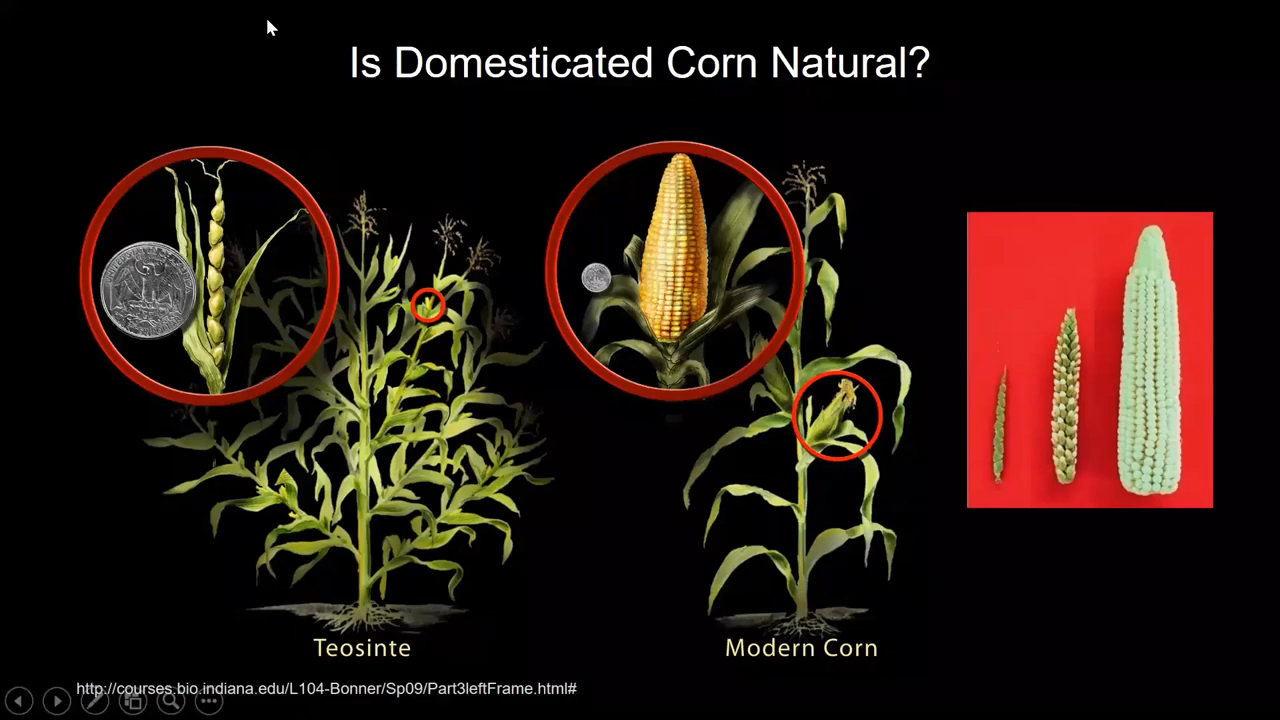 Is Domesticated Corn Natural?
Teosinte
Modern Corn
http://courses.bio.indiana.edu/L104-Bonner/Sp09/Part3leftFrame.html#